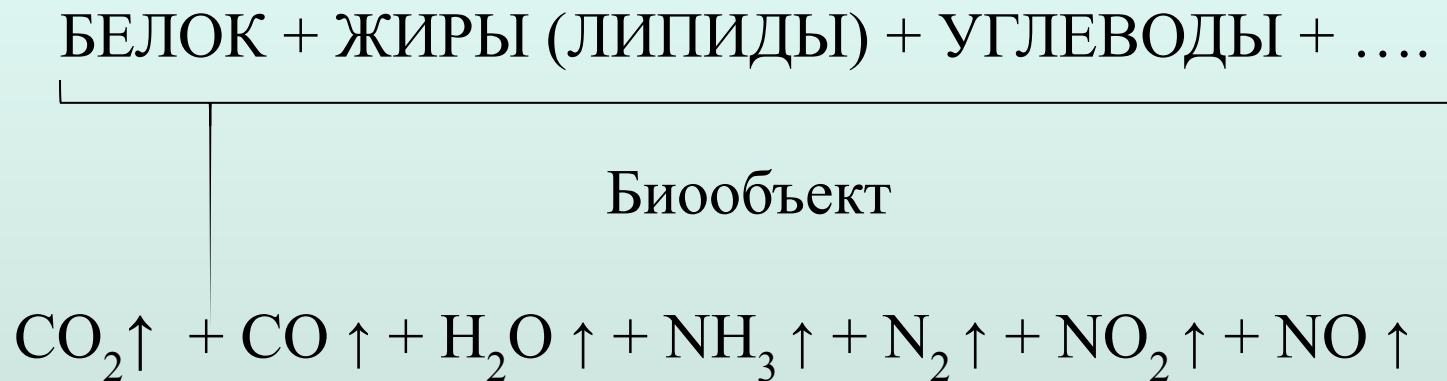 БЕЛОК + ЖИРЫ (ЛИПИДЫ) + УГЛЕВОДЫ + ....
Биообъект
CO₂↑ + CO ↑ + H₂O ↑ + NH₃ ↑ + N₂ ↑ + NO₂ ↑ + NO ↑